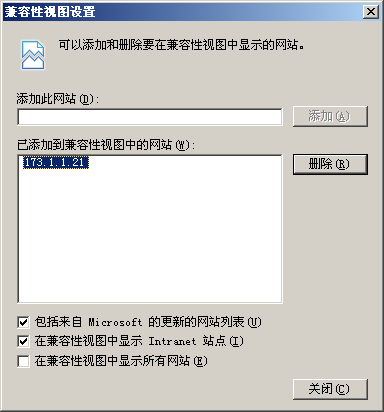 兼容性视图设置
可以添加和删除要在兼容性视图中显示的网站。
添加此网站(D):
添加(A)
已添加到兼容性视图中的网站(W):
173.1.1.21
删除(R)
包括来自 Microsoft 的更新的网站列表(U)
在兼容性视图中显示 Intranet 站点(I)
在兼容性视图中显示所有网站(E)
关闭(C)